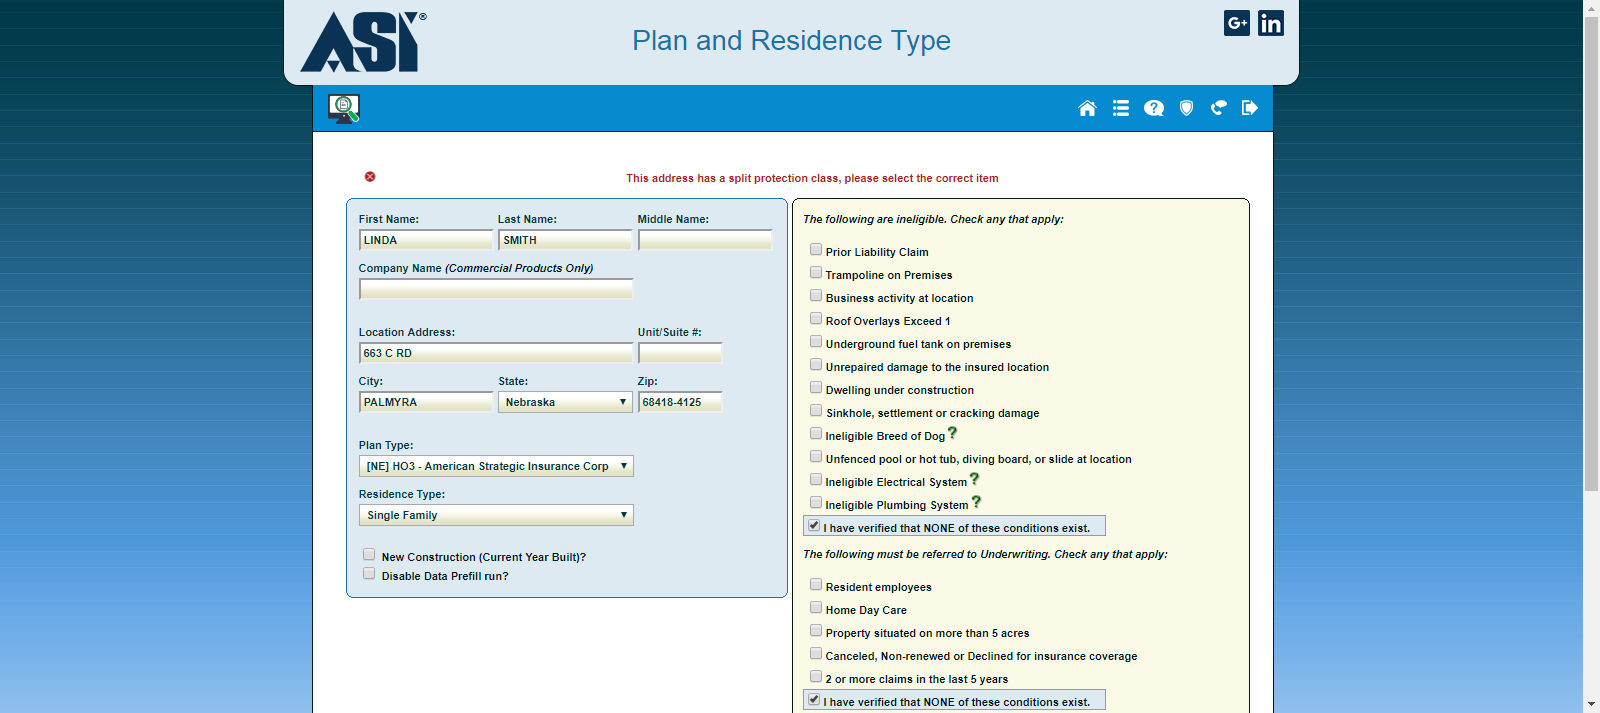 ASI®
Plan and Residence Type
G+ in
This address has a split protection class, please select the correct item
First Name: Last Name: Middle Name:
LINDA SMITH
Company Name (Commercial Products Only)
Location Address: Unit/Suite #:
663 C RD
City: State: Zip:
PALMYRA Nebraska 68418-4125
Plan Type:
[NE] HO3 - American Strategic Insurance Corp
Residence Type:
Single Family
New Construction (Current Year Built)?
Disable Data Prefill run?
The following are ineligible. Check any that apply:
Prior Liability Claim
Trampoline on Premises
Business activity at location
Roof Overlays Exceed 1
Underground fuel tank on premises
Unrepaired damage to the insured location
Dwelling under construction
Sinkhole, settlement or cracking damage
Ineligible Breed of Dog ?
Unfenced pool or hot tub, diving board, or slide at location
Ineligible Electrical System ?
Ineligible Plumbing System ?
I have verified that NONE of these conditions exist.
The following must be referred to Underwriting. Check any that apply:
Resident employees
Home Day Care
Property situated on more than 5 acres
Canceled, Non-renewed or Declined for insurance coverage
2 or more claims in the last 5 years
I have verified that NONE of these conditions exist.